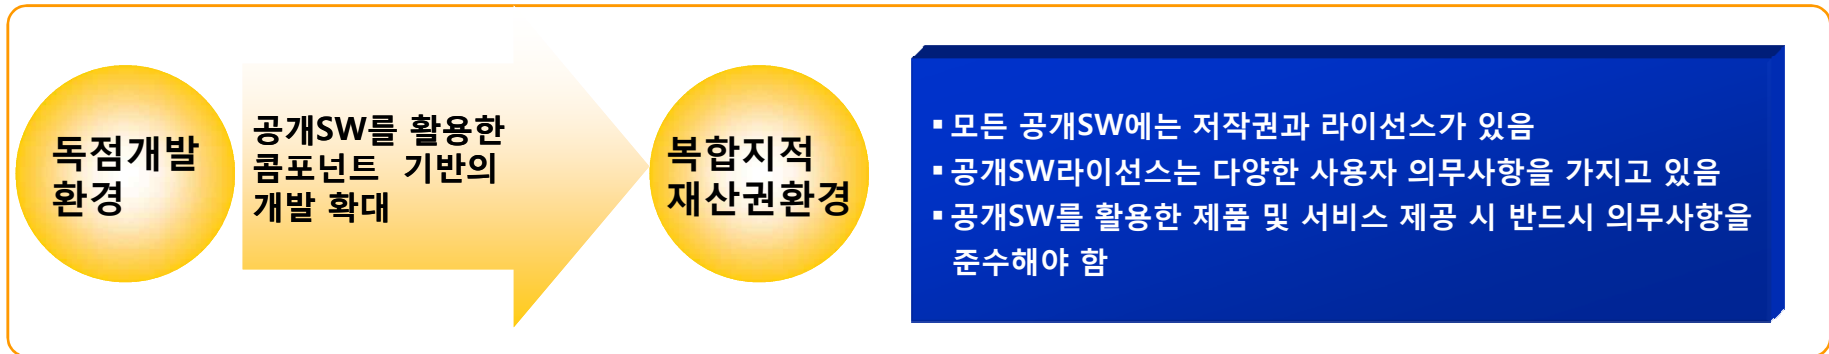 독점개발
환경
공개SW를 활용한
콤포넌트 기반의
개발 확대
복합지적
재산권환경
▪ 모든 공개SW에는 저작권과 라이선스가 있음
▪ 공개SW라이선스는 다양한 사용자 의무사항을 가지고 있음
▪ 공개SW를 활용한 제품 및 서비스 제공 시 반드시 의무사항을
준수해야 함